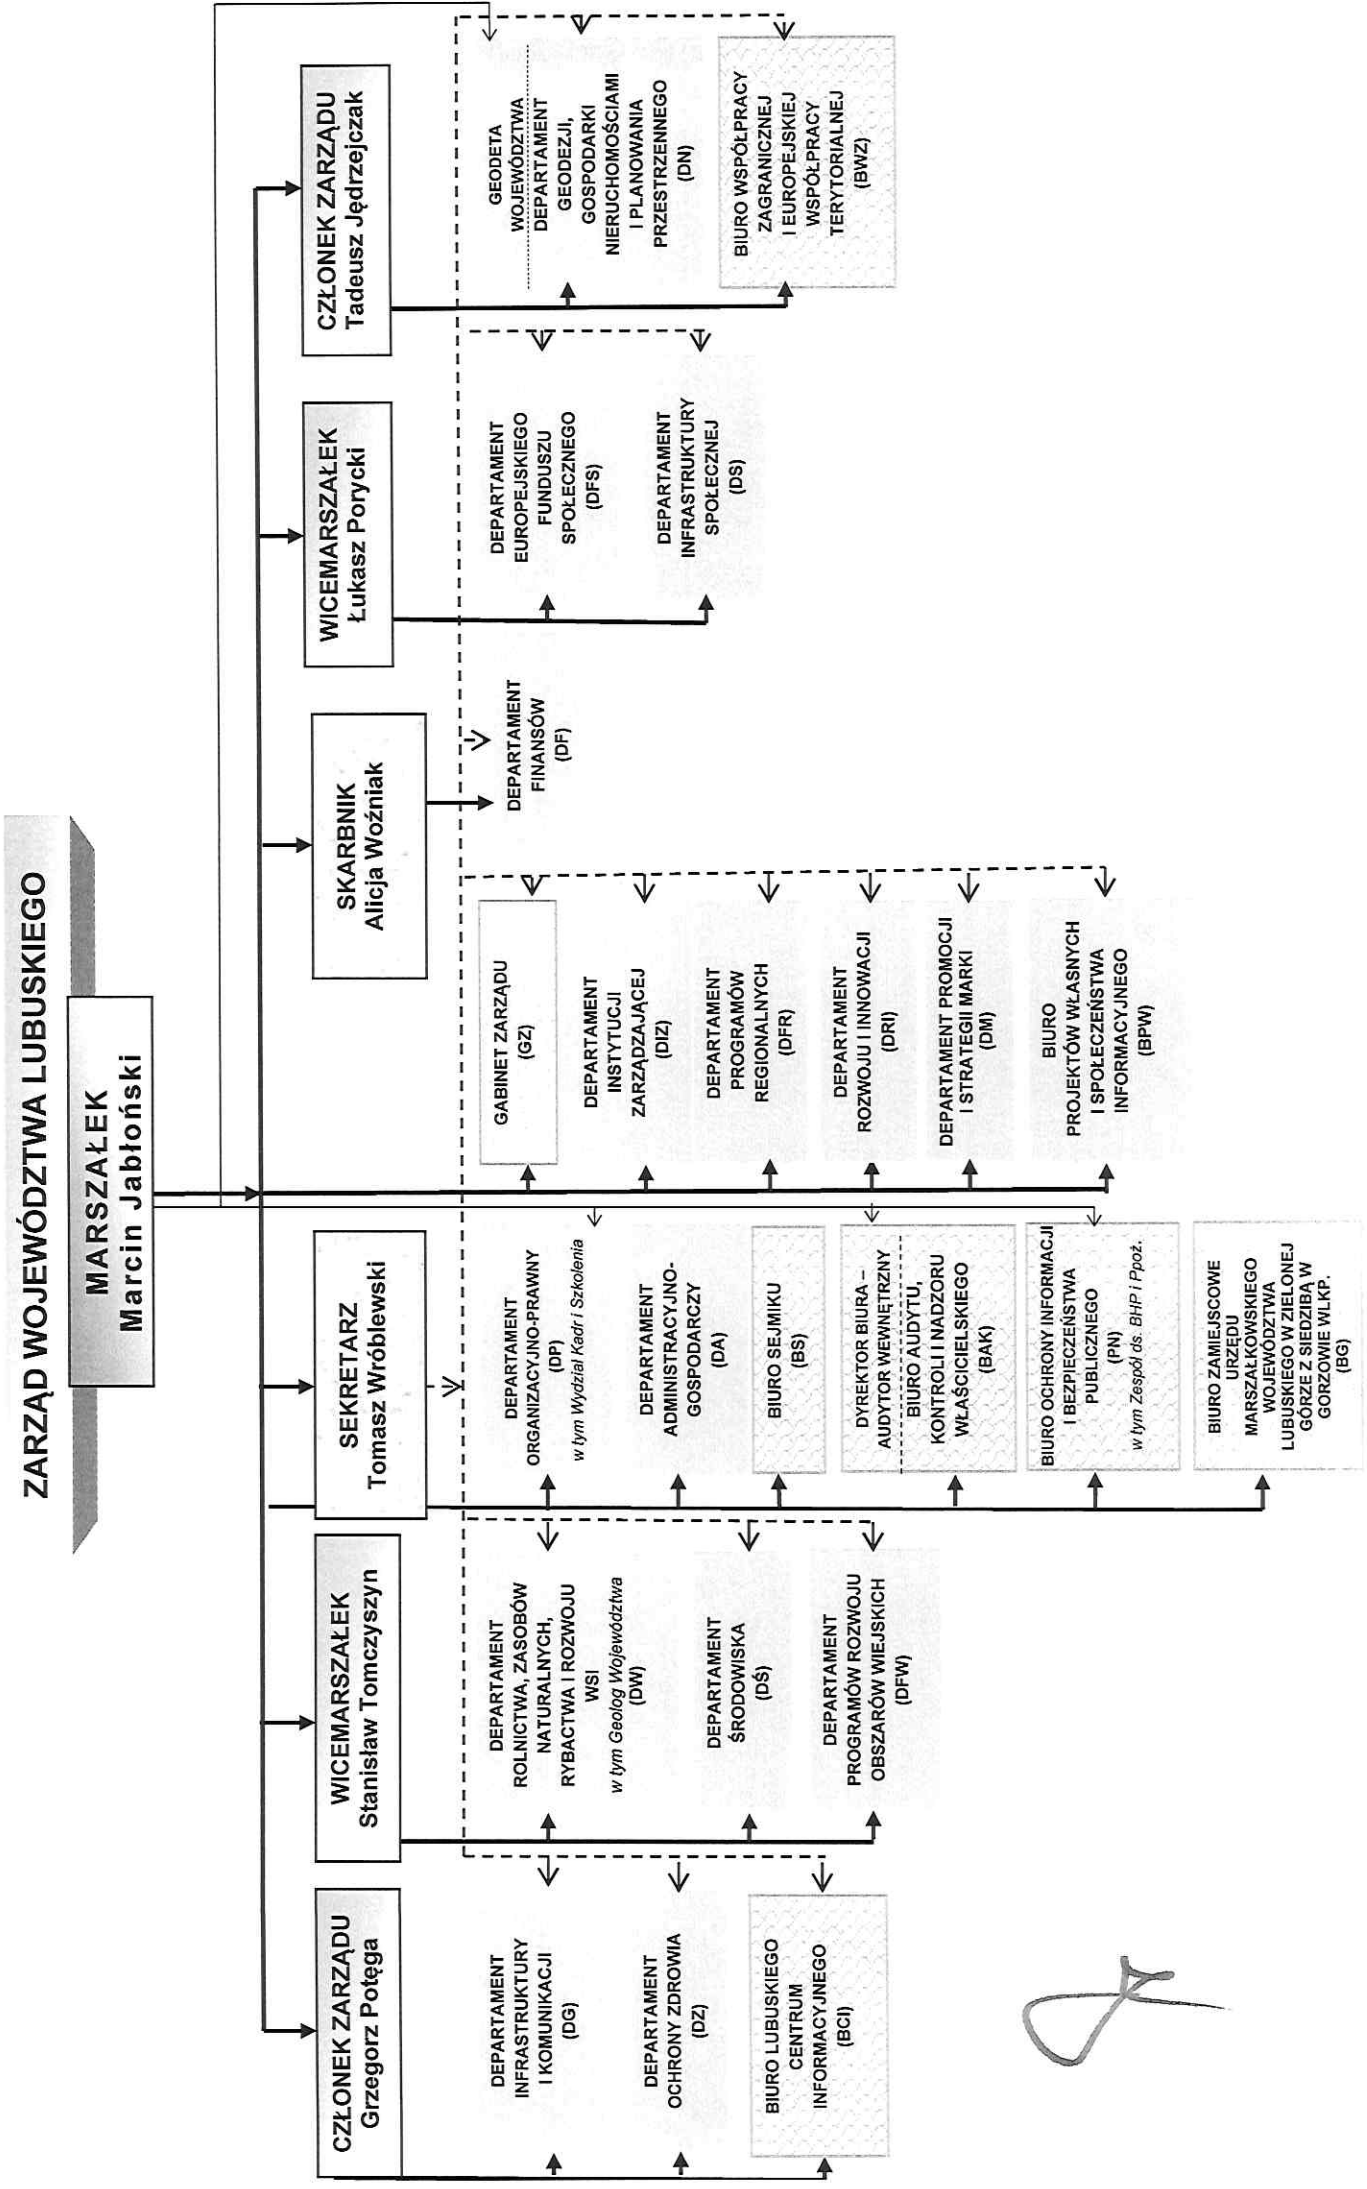 ZARZĄD WOJEWÓDZTWA LUBUSKIEGO
MARSZAŁEK
Marcin Jabłoński
CZŁONEK ZARZĄDU
Grzegorz Potęga
WICEMARSZAŁEK
Stanisław Tomczyszyn
SEKRETARZ
Tomasz Wróblewski
SKARBNIK
Alicja Woźniak
WICEMARSZAŁEK
Łukasz Porycki
CZŁONEK ZARZĄDU
Tadeusz Jędrzejczak
DEPARTAMENT
INFRASTRUKTURY
I KOMUNIKACJI
(DG)
DEPARTAMENT
OCHRONY ZDROWIA
(DZ)
BIURO LUBUSKIEGO
CENTRUM
INFORMACYJNEGO
(BCI)
DEPARTAMENT
ROLNICTWA, ZASOBÓW
NATURALNYCH,
RYBACTWA I ROZWOJU
WSI
(DW)
w tym Geolog Województwa
DEPARTAMENT
ŚRODOWISKA
(DŚ)
DEPARTAMENT
PROGRAMÓW ROZWOJU
OBSZARÓW WIEJSKICH
(DFW)
DEPARTAMENT
ORGANIZACYJNO-PRAWNY
(DP)
w tym Wydział Kadr i Szkolenia
DEPARTAMENT
ADMINISTRACYJNO-
GOSPODARCZY
(DA)
BIURO SEJMIKU
(BS)
DYREKTOR BIURA –
AUDYTOR WEWNĘTRZNY
BIURO AUDYTU,
KONTROLI I NADZORU
WŁAŚCICIELSKIEGO
(BAK)
BIURO OCHRONY INFORMACJI
I BEZPIECZEŃSTWA
PUBLICZNEGO
(PN)
w tym Zespół ds. BHP i Ppoż.
BIURO ZAMIEJSCOWE
URZĘDU
MARSZAŁKOWSKIEGO
WOJEWÓDZTWA
LUBUSKIEGO W ZIELONEJ
GÓRZE Z SIEDZIBĄ W
GORZOWIE WLKP.
(BG)
GABINET ZARZĄDU
(GZ)
DEPARTAMENT
INSTYTUCJI
ZARZĄDZAJĄCEJ
(DIZ)
DEPARTAMENT
PROGRAMÓW
REGIONALNYCH
(DFR)
DEPARTAMENT
ROZWOJU I INNOWACJI
(DRI)
DEPARTAMENT PROMOCJI
I STRATEGII MARKI
(DM)
BIURO
PROJEKTÓW WŁASNYCH
I SPOŁECZEŃSTWA
INFORMACYJNEGO
(BPW)
DEPARTAMENT
FINANSÓW
(DF)
DEPARTAMENT
EUROPEJSKIEGO
FUNDUSZU
SPOŁECZNEGO
(DFS)
DEPARTAMENT
INFRASTRUKTURY
SPOŁECZNEJ
(DS)
GEODETA
WOJEWÓDZTWA
DEPARTAMENT
GEODEZJI,
GOSPODARKI
NIERUCHOMOŚCIAMI
I PLANOWANIA
PRZESTRZENNEGO
(DN)
BIURO WSPÓŁPRACY
ZAGRANICZNEJ
I EUROPEJSKIEJ
WSPÓŁPRACY
TERYTORIALNEJ
(BWZ)